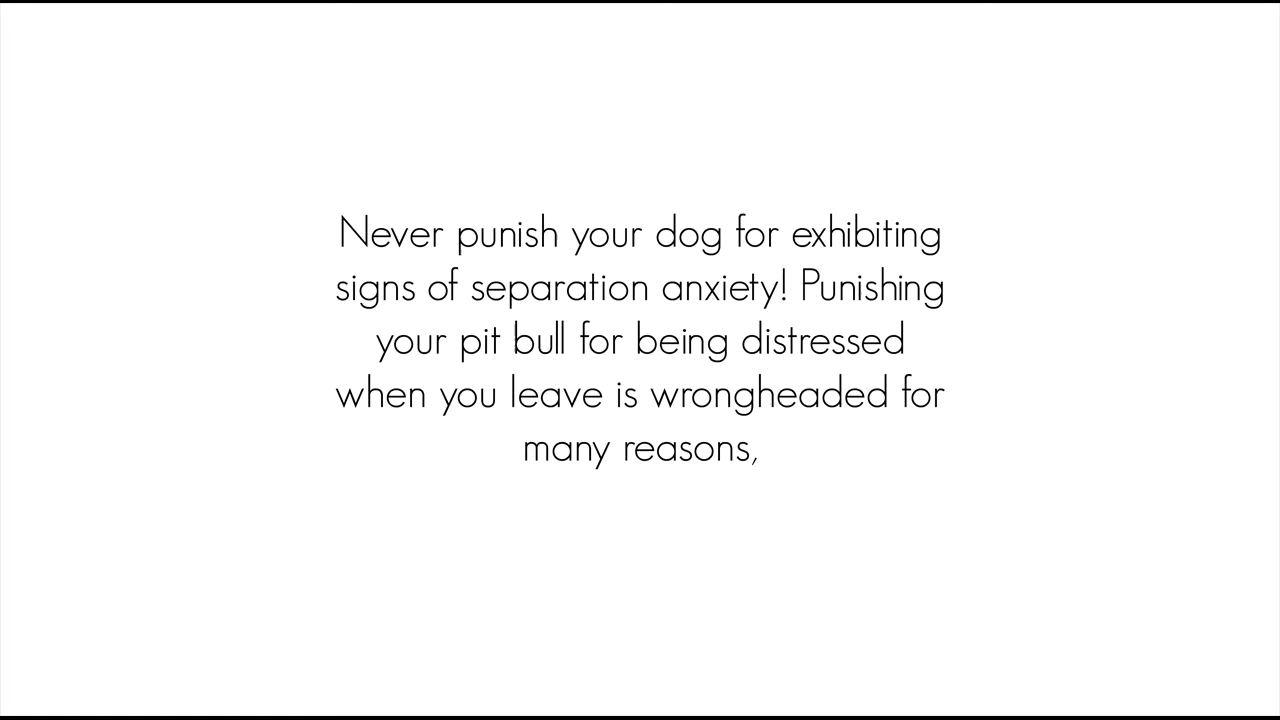 Never punish your dog for exhibiting
signs of separation anxiety! Punishing
your pit bull for being distressed
when you leave is wrongheaded for
many reasons,